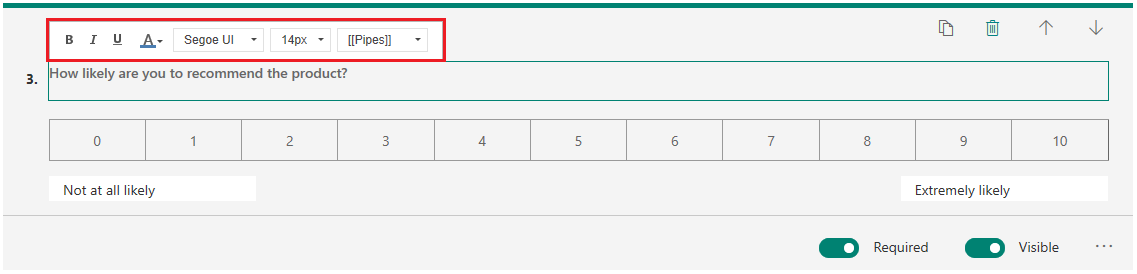 B I U A Segoe UI 14px [[Pipes]]
3. How likely are you to recommend the product?
0 1 2 3 4 5 6 7 8 9 10
Not at all likely Extremely likely
Required Visible ...